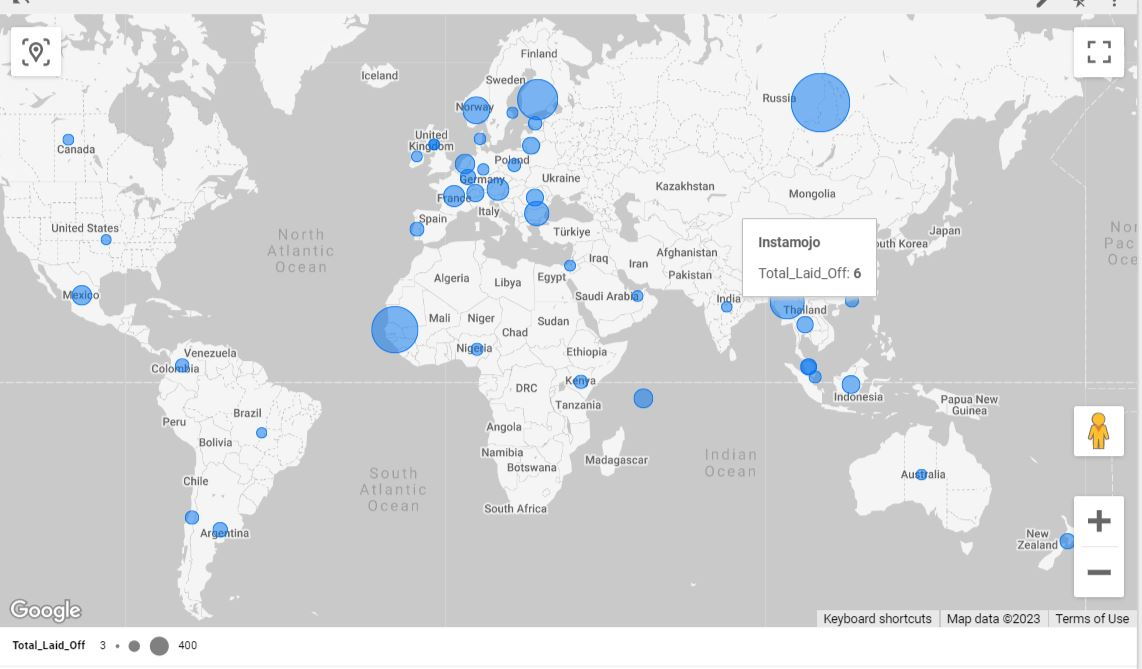 Finland
Iceland
Sweden
Russia
Norway
United
Kingdom
Canada
Poland
Germany
Ukraine
Kazakhstan
Mongolia
France
Italy
Spain
United States
North
Atlantic
Ocean
Türkiye
Japan
outh Korea
No
Pac
Oce
Instamojo
Total_Laid_Off: 6
Iraq
Iran
Afghanistan
Pakistan
Algeria
Libya
Egypt
Saudi Arabia
India
Mexico
Thailand
Mali
Niger
Chad
Sudan
Nigeria
Ethiopia
Venezuela
Colombia
DRC
Kenya
Tanzania
Indonesia
Papua New
Guinea
Brazil
Peru
Bolivia
Angola
Namibia
Botswana
Madagascar
Indian
Ocean
South
Atlantic
Ocean
Chile
Australia
South Africa
Argentina
New
Zealand
Google
Keyboard shortcuts
Map data ©2023
Terms of Use
Total_Laid_Off 3 400